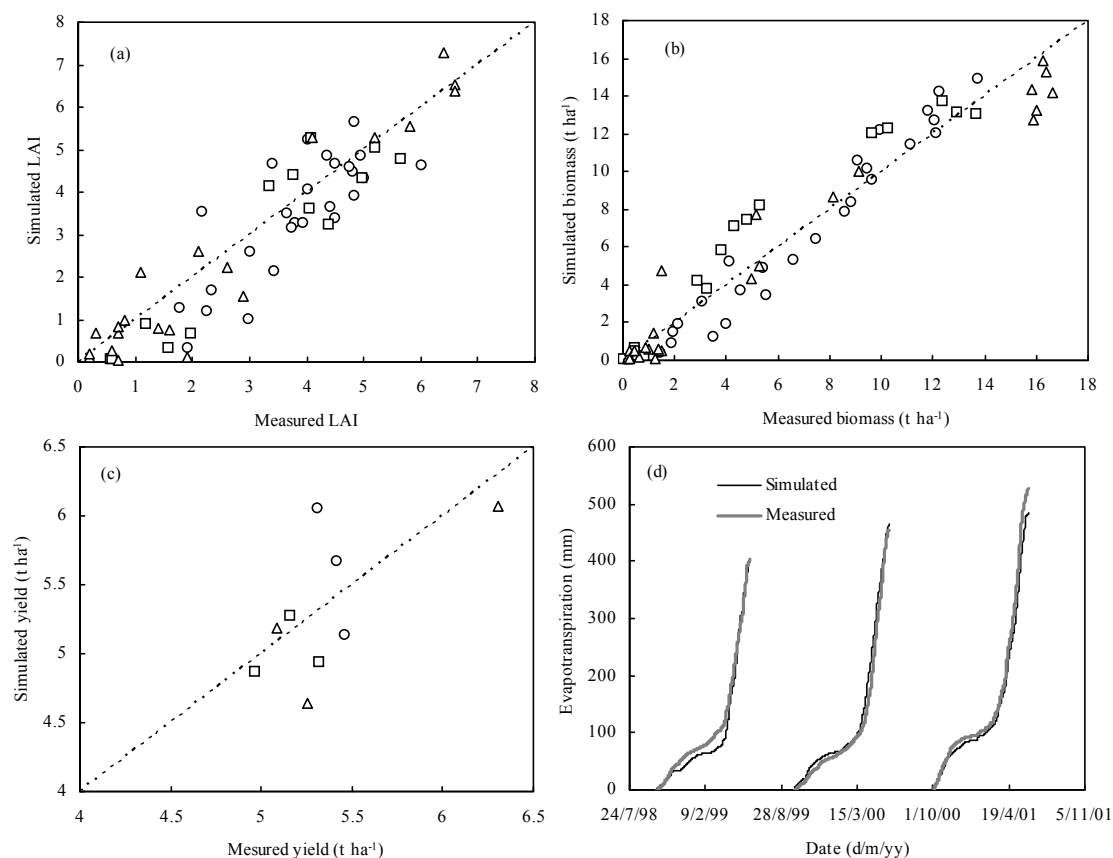 8
7
6
5
4
3
2
1
0
(a)
Simulated LAI
0 1 2 3 4 5 6 7 8
Measured LAI
18
16
14
12
10
8
6
4
2
0
(b)
Simulated biomass (t ha-1)
0 2 4 6 8 10 12 14 16 18
Measured biomass (t ha-1)
6.5
6
5.5
5
4.5
4
(c)
Simulated yield (t ha-1)
4 4.5 5 5.5 6 6.5
Mesured yield (t ha-1)
600
500
400
300
200
100
0
(d)
Simulated
Measured
Evapotranspiration (mm)
24/7/98 9/2/99 28/8/99 15/3/00 1/10/00 19/4/01 5/11/01
Date (d/m/yy)